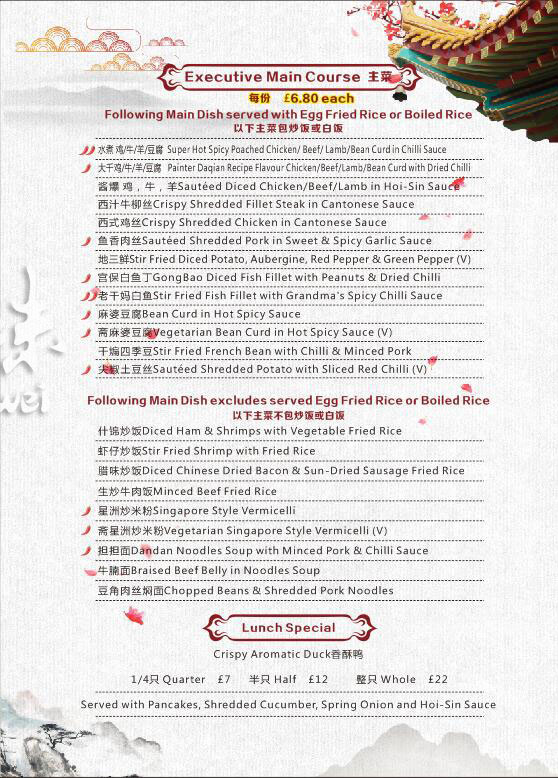 Executive Main Course 主菜
每份 £6.80 each
Following Main Dish served with Egg Fried Rice or Boiled Rice
以下主菜包炒饭或白饭
水煮 鸡/牛/羊/豆腐 Super Hot Spicy Poached Chicken/ Beef/ Lamb/Bean Curd in Chilli Sauce
大千鸡/牛/羊/豆腐 Painter Daqian Recipe Flavour Chicken/Beef/Lamb/Bean Curd with Dried Chilli
酱爆 鸡，牛，羊Sautéed Diced Chicken/Beef/Lamb in Hoi-Sin Sauce
西汁牛柳丝Crispy Shredded Fillet Steak in Cantonese Sauce
西式鸡丝Crispy Shredded Chicken in Cantonese Sauce
鱼香肉丝Sautéed Shredded Pork in Sweet & Spicy Garlic Sauce
地三鲜Stir Fried Diced Potato, Aubergine, Red Pepper & Green Pepper (V)
宫保白鱼丁GongBao Diced Fish Fillet with Peanuts & Dried Chilli
老干妈白鱼Stir Fried Fish Fillet with Grandma's Spicy Chilli Sauce
麻婆豆腐Bean Curd in Hot Spicy Sauce
斋麻婆豆腐Vegetarian Bean Curd in Hot Spicy Sauce (V)
干煸四季豆Stir Fried French Bean with Chilli & Minced Pork
尖椒土豆丝Sautéed Shredded Potato with Sliced Red Chilli (V)
Following Main Dish excludes served Egg Fried Rice or Boiled Rice
以下主菜不包炒饭或白饭
什锦炒饭Diced Ham & Shrimps with Vegetable Fried Rice
虾仔炒饭Stir Fried Shrimp with Fried Rice
腊味炒饭Diced Chinese Dried Bacon & Sun-Dried Sausage Fried Rice
生炒牛肉饭Minced Beef Fried Rice
星洲炒米粉Singapore Style Vermicelli
斋星洲炒米粉Vegetarian Singapore Style Vermicelli (V)
担担面Dandan Noodles Soup with Minced Pork & Chilli Sauce
牛腩面Braised Beef Belly in Noodles Soup
豆角肉丝焖面Chopped Beans & Shredded Pork Noodles
Lunch Special
Crispy Aromatic Duck香酥鸭
1/4只 Quarter £7 半只 Half £12 整只 Whole £22
Served with Pancakes, Shredded Cucumber, Spring Onion and Hoi-Sin Sauce
wei